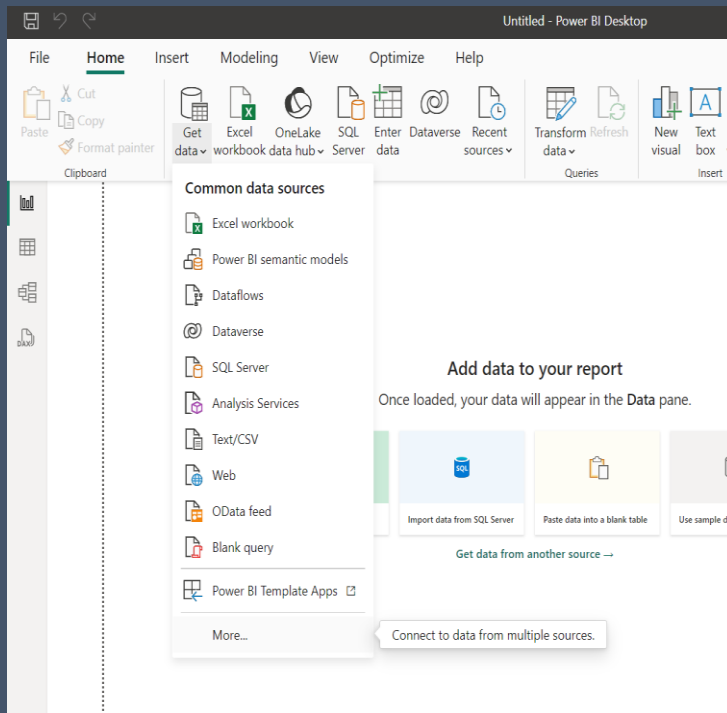 Untitled - Power BI Desktop
File Home Insert Modeling View Optimize Help
Paste
Cut
Copy
Format painter
Clipboard
Get data
Excel workbook
OneLake data hub
SQL Server
Enter data
Dataverse
Recent sources
Transform data
Refresh
Queries
New visual
Text box
Insert
DAX
Common data sources
Excel workbook
Power BI semantic models
Dataflows
Dataverse
SQL Server
Analysis Services
Text/CSV
Web
OData feed
Blank query
Power BI Template Apps
More...
Connect to data from multiple sources.
Add data to your report
Once loaded, your data will appear in the Data pane.
SQL
Import data from SQL Server
Paste data into a blank table
Use sample d
Get data from another source →